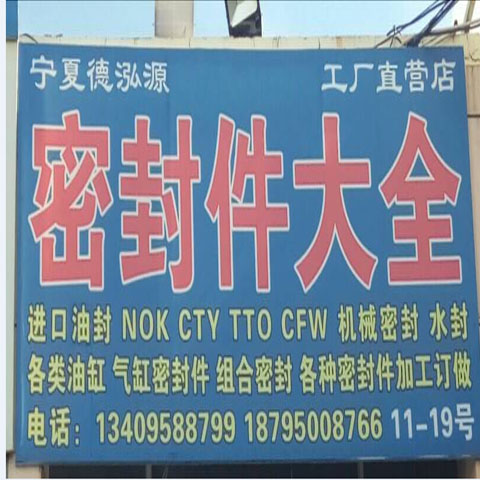 宁夏德泓源 工厂直营店
密封件大全
进口油封 NOK CTY TTO CFW 机械密封 水封
各类油缸 气缸密封件 组合密封 各种密封件加工订做
电话：13409588799 18795008766 11-19号